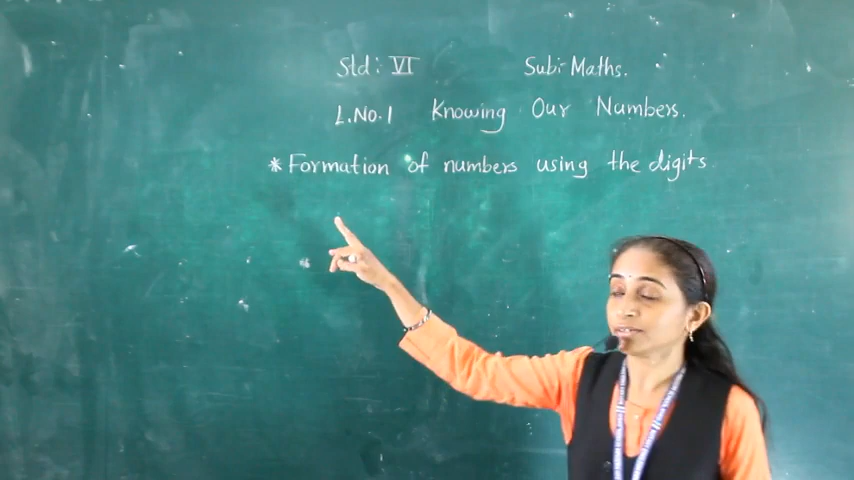 Std: VI Sub:- Maths.
L.No.1 Knowing Our Numbers.
* Formation of numbers using the digits